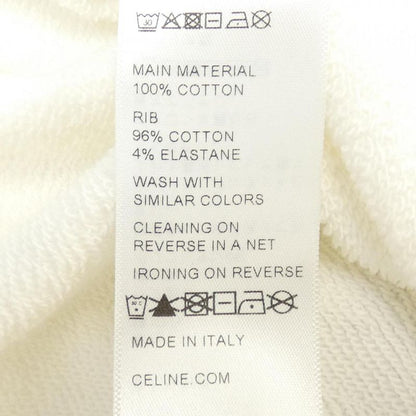 MAIN MATERIAL
100% COTTON
RIB
96% COTTON
4% ELASTANE
WASH WITH
SIMILAR COLORS
CLEANING ON
REVERSE IN A NET
IRONING ON REVERSE
MADE IN ITALY
CELINE.COM